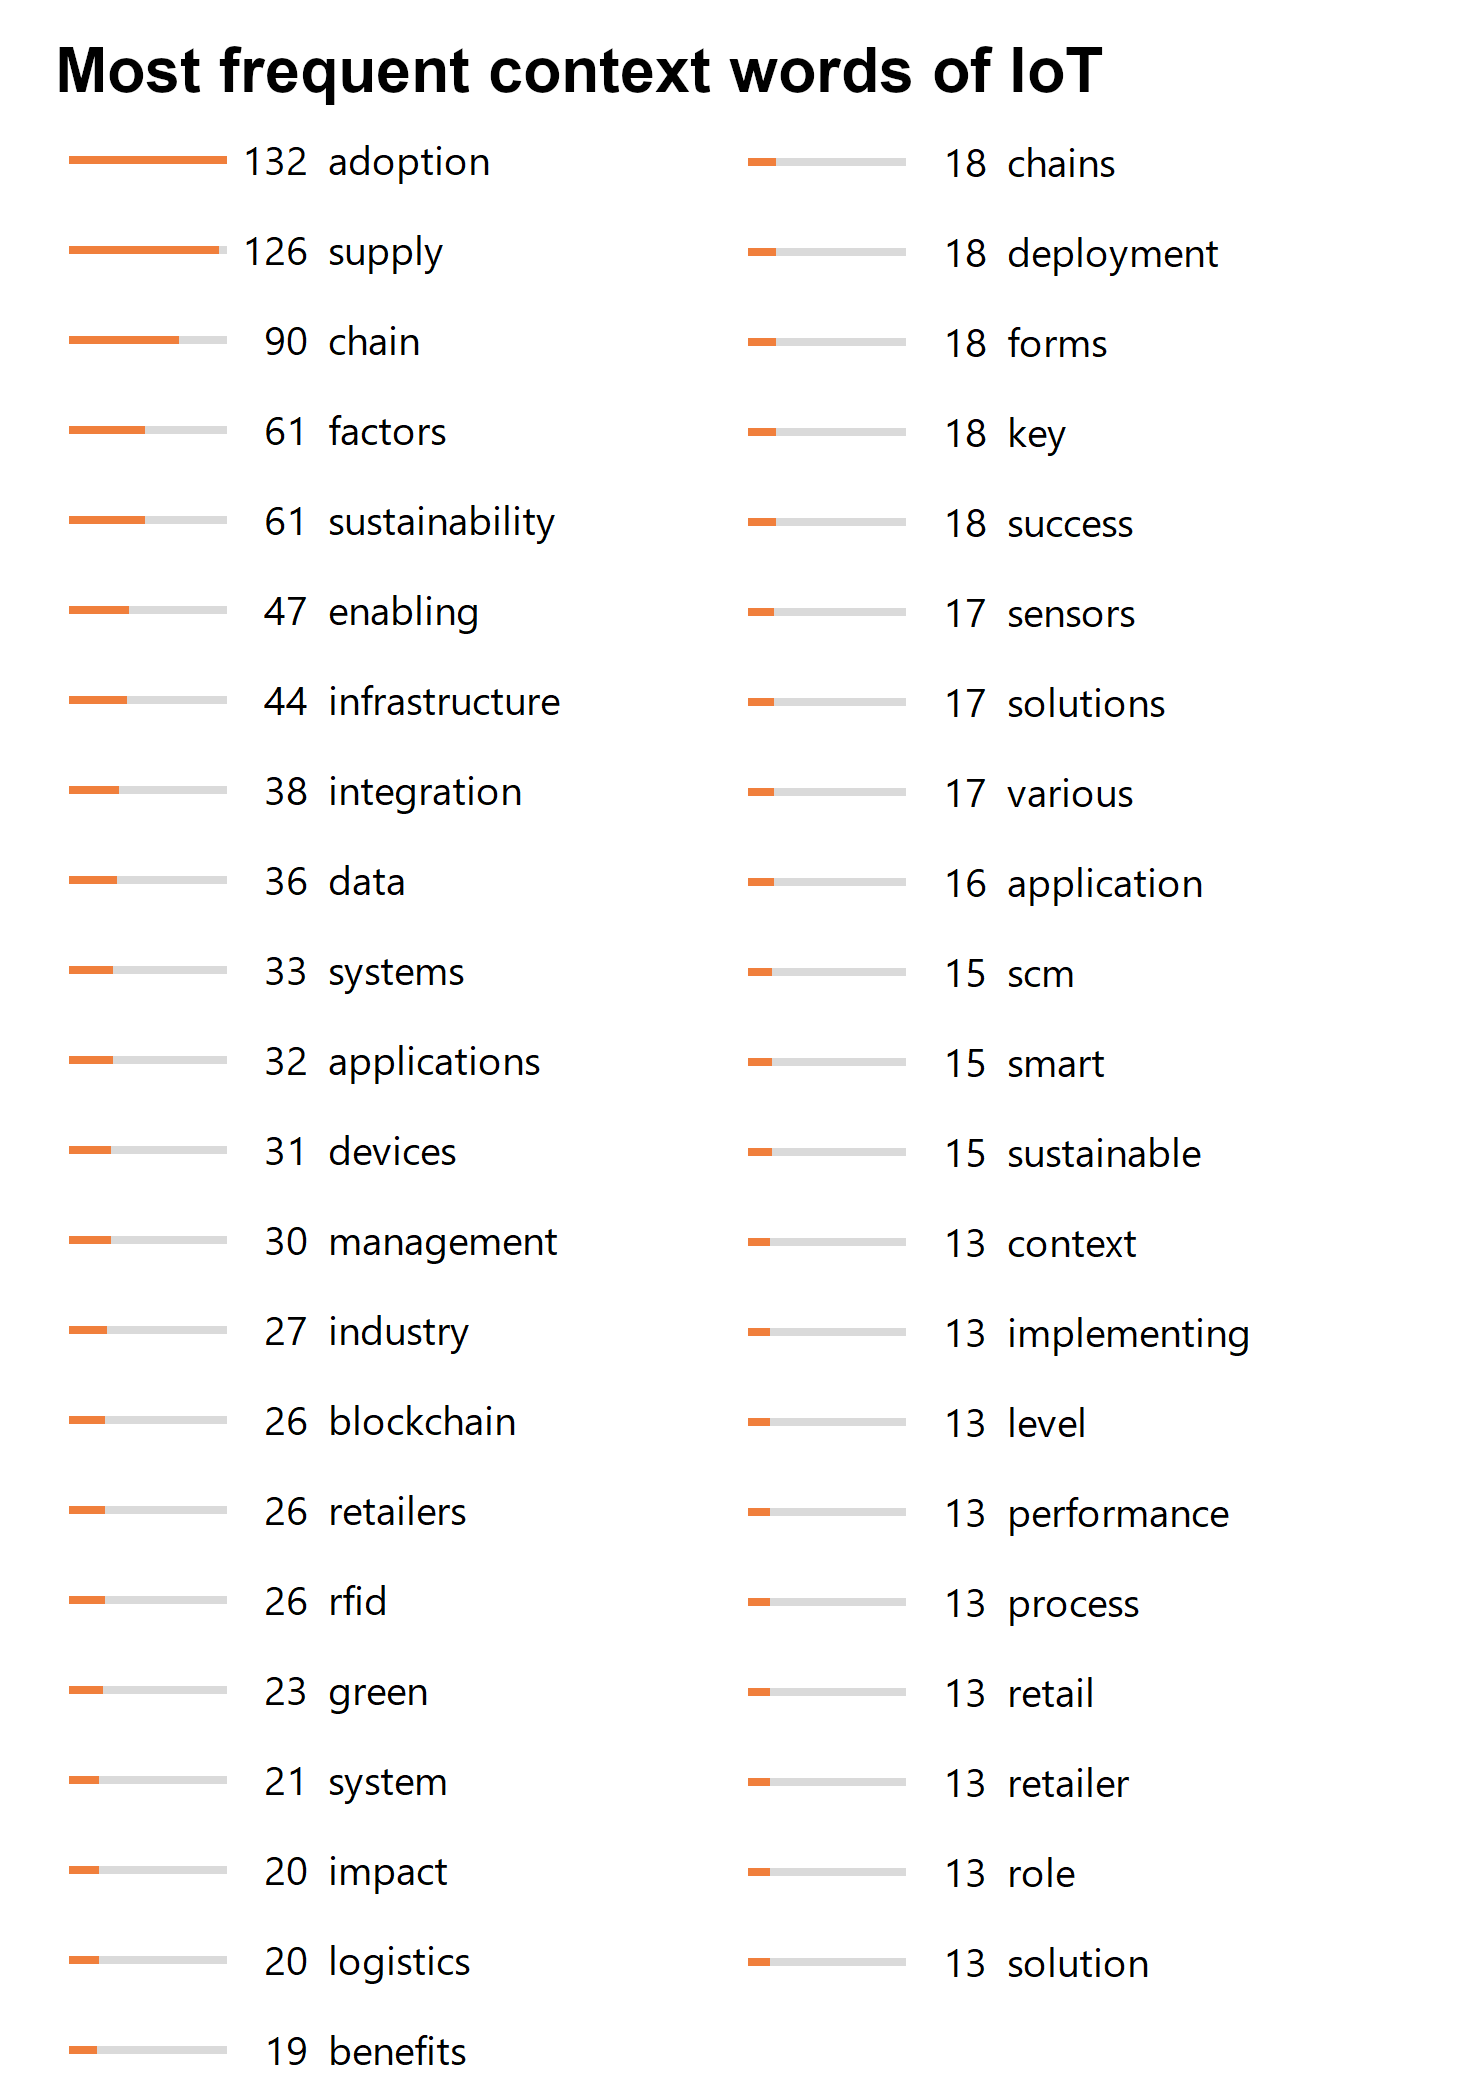 Most frequent context words of IoT
132 adoption
126 supply
90 chain
61 factors
61 sustainability
47 enabling
44 infrastructure
38 integration
36 data
33 systems
32 applications
31 devices
30 management
27 industry
26 blockchain
26 retailers
26 rfid
23 green
21 system
20 impact
20 logistics
19 benefits
18 chains
18 deployment
18 forms
18 key
18 success
17 sensors
17 solutions
17 various
16 application
15 scm
15 smart
15 sustainable
13 context
13 implementing
13 level
13 performance
13 process
13 retail
13 retailer
13 role
13 solution